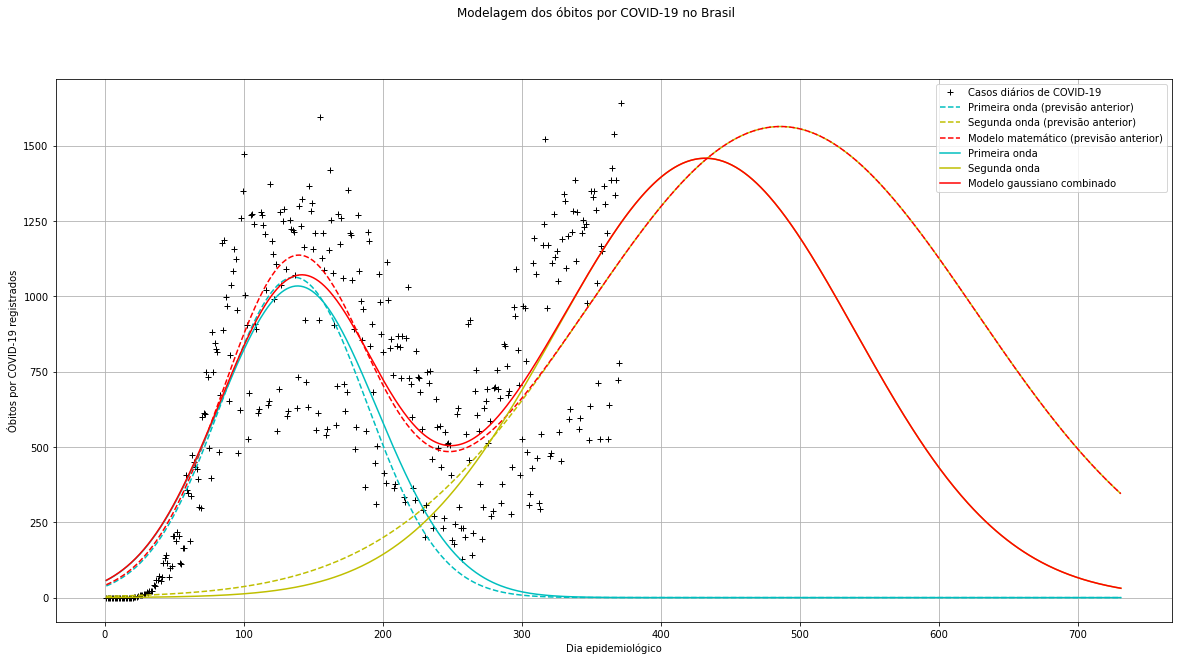 Modelagem dos óbitos por COVID-19 no Brasil
Casos diários de COVID-19
Primeira onda (previsão anterior)
Segunda onda (previsão anterior)
Modelo matemático (previsão anterior)
Primeira onda
Segunda onda
Modelo gaussiano combinado
Óbitos por COVID-19 registrados
1500
1250
1000
750
500
250
0
0 100 200 300 400 500 600 700
Dia epidemiológico